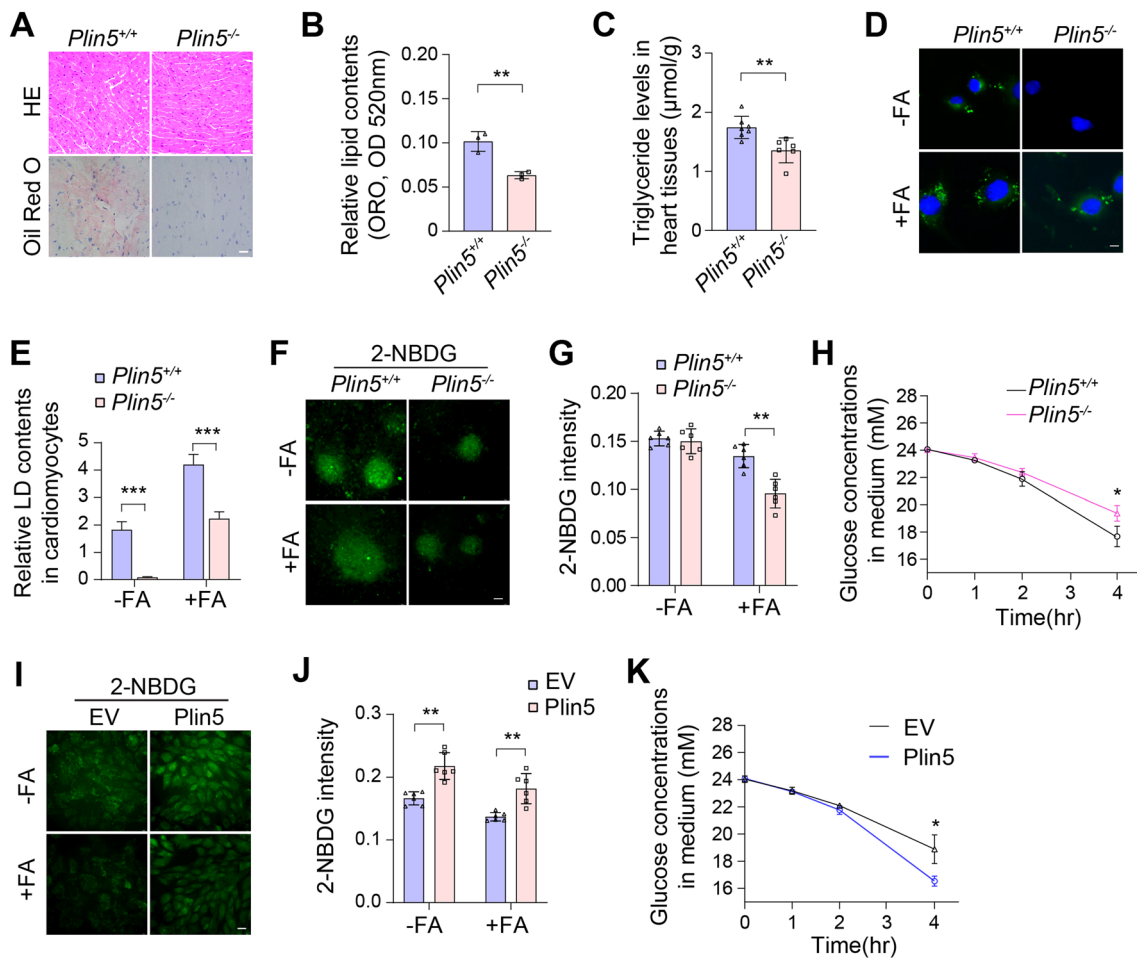 A
Plin5+/+ Plin5-/-
HE
Oil Red O
B
Relative lipid contents
(ORO, OD 520nm)
0.20
0.15
0.10
0.05
0
**
Plin5+/+
Plin5-/-
C
Triglyceride levels in
heart tissues (μmol/g)
3
2
1
0
**
Plin5+/+
Plin5-/-
D
Plin5+/+ Plin5-/-
-FA
+FA
E
Plin5+/+
Plin5-/-
Relative LD contents
in cardiomyocytes
5
4
3
2
1
0
***
***
-FA +FA
F
2-NBDG
Plin5+/+ Plin5-/-
-FA
+FA
G
Plin5+/+
Plin5-/-
2-NBDG intensity
0.20
0.15
0.10
0.05
0.00
**
-FA +FA
H
Plin5+/+
Plin5-/-
Glucose concentrations
in medium (mM)
28
26
24
22
20
18
16
*
0 1 2 3 4
Time(hr)
I
2-NBDG
EV Plin5
-FA
+FA
J
EV
Plin5
2-NBDG intensity
0.3
0.2
0.1
0
**
**
-FA +FA
K
EV
Plin5
Glucose concentrations
in medium (mM)
28
26
24
22
20
18
16
*
0 1 2 3 4
Time(hr)